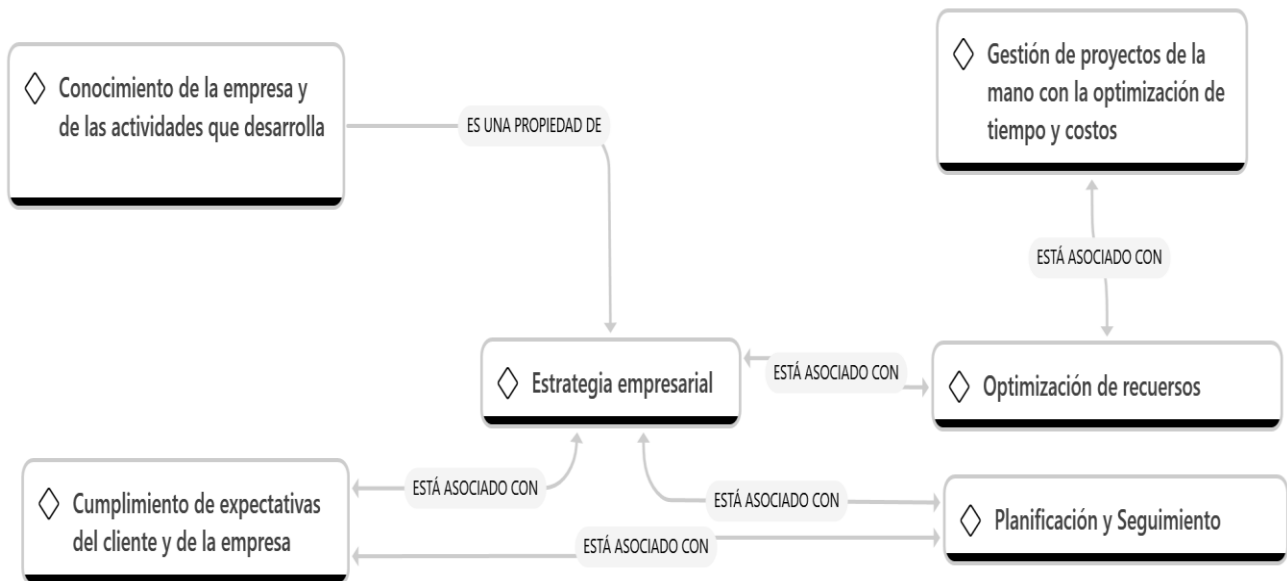 Conocimiento de la empresa y
de las actividades que desarrolla
ES UNA PROPIEDAD DE
Gestión de proyectos de la
mano con la optimización de
tiempo y costos
ESTÁ ASOCIADO CON
Estrategia empresarial
ESTÁ ASOCIADO CON
Optimización de recuersos
Cumplimiento de expectativas
del cliente y de la empresa
ESTÁ ASOCIADO CON
ESTÁ ASOCIADO CON
Planificación y Seguimiento
ESTÁ ASOCIADO CON